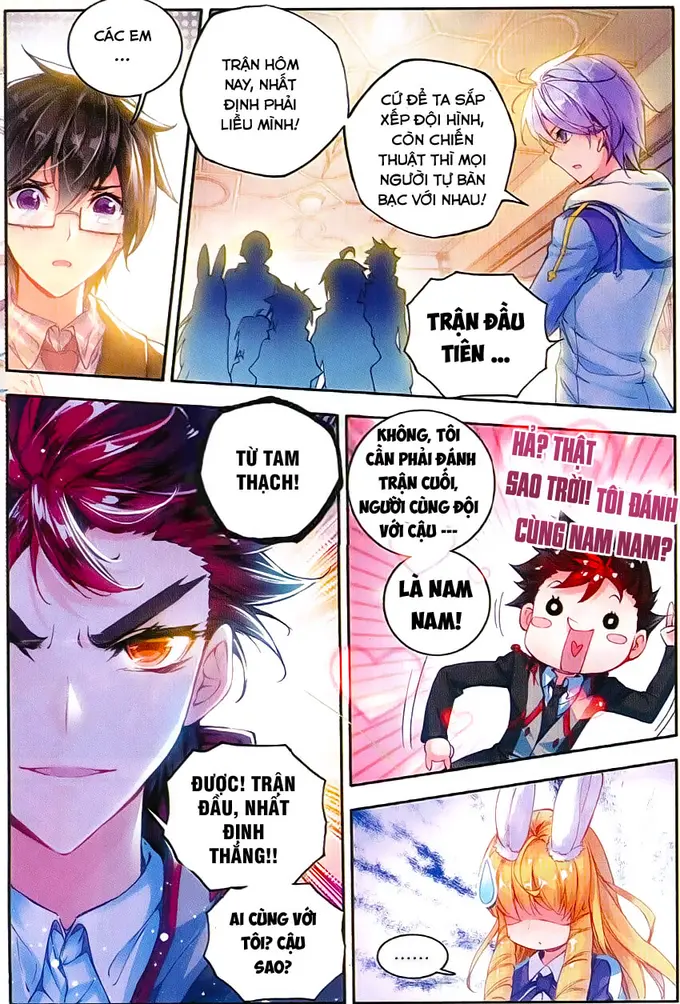 CÁC EM
...
TRẬN HÔM
NAY, NHẤT
ĐỊNH PHẢI
LIỀU MÌNH!
CỨ ĐỂ TA SẮP
XẾP ĐỘI HÌNH,
CÒN CHIẾN
THUẬT THÌ MỌI
NGƯỜI TỰ BÀN
BẠC VỚI NHAU!
TRẬN ĐẦU
TIÊN ...
TỪ TAM
THẠCH!
ĐƯỢC! TRẬN
ĐẦU, NHẤT
ĐỊNH
THẮNG!!
AI CÙNG VỚI
TÔI? CẬU
SAO?
KHÔNG, TÔI
CẦN PHẢI ĐÁNH
TRẬN CUỐI,
NGƯỜI CÙNG ĐỘI
VỚI CẬU ---
LÀ NAM
NAM!
HẢ? THẬT
SAO TRỜI! TÔI ĐÁNH
CÙNG NAM NAM?
......